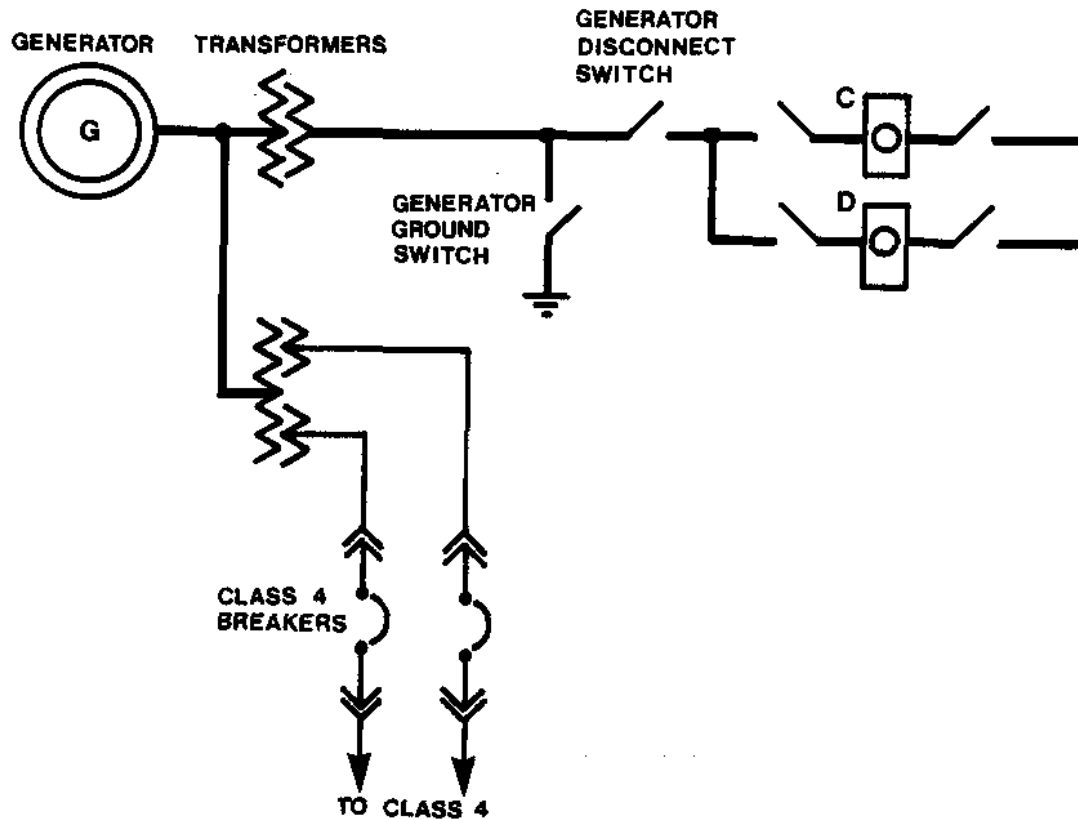 GENERATOR
TRANSFORMERS
GENERATOR
DISCONNECT
SWITCH
G
C
GENERATOR
GROUND
SWITCH
D
CLASS 4
BREAKERS
TO CLASS 4